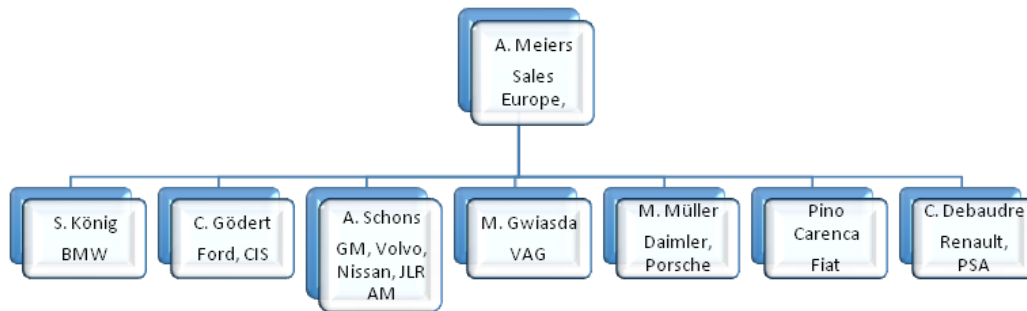 A. Meiers
Sales
Europe,
S. König
BMW
C. Gödert
Ford, CIS
A. Schons
GM, Volvo,
Nissan, JLR
AM
M. Gwiasda
VAG
M. Müller
Daimler,
Porsche
Pino
Carenca
Fiat
C. Debaudre
Renault,
PSA